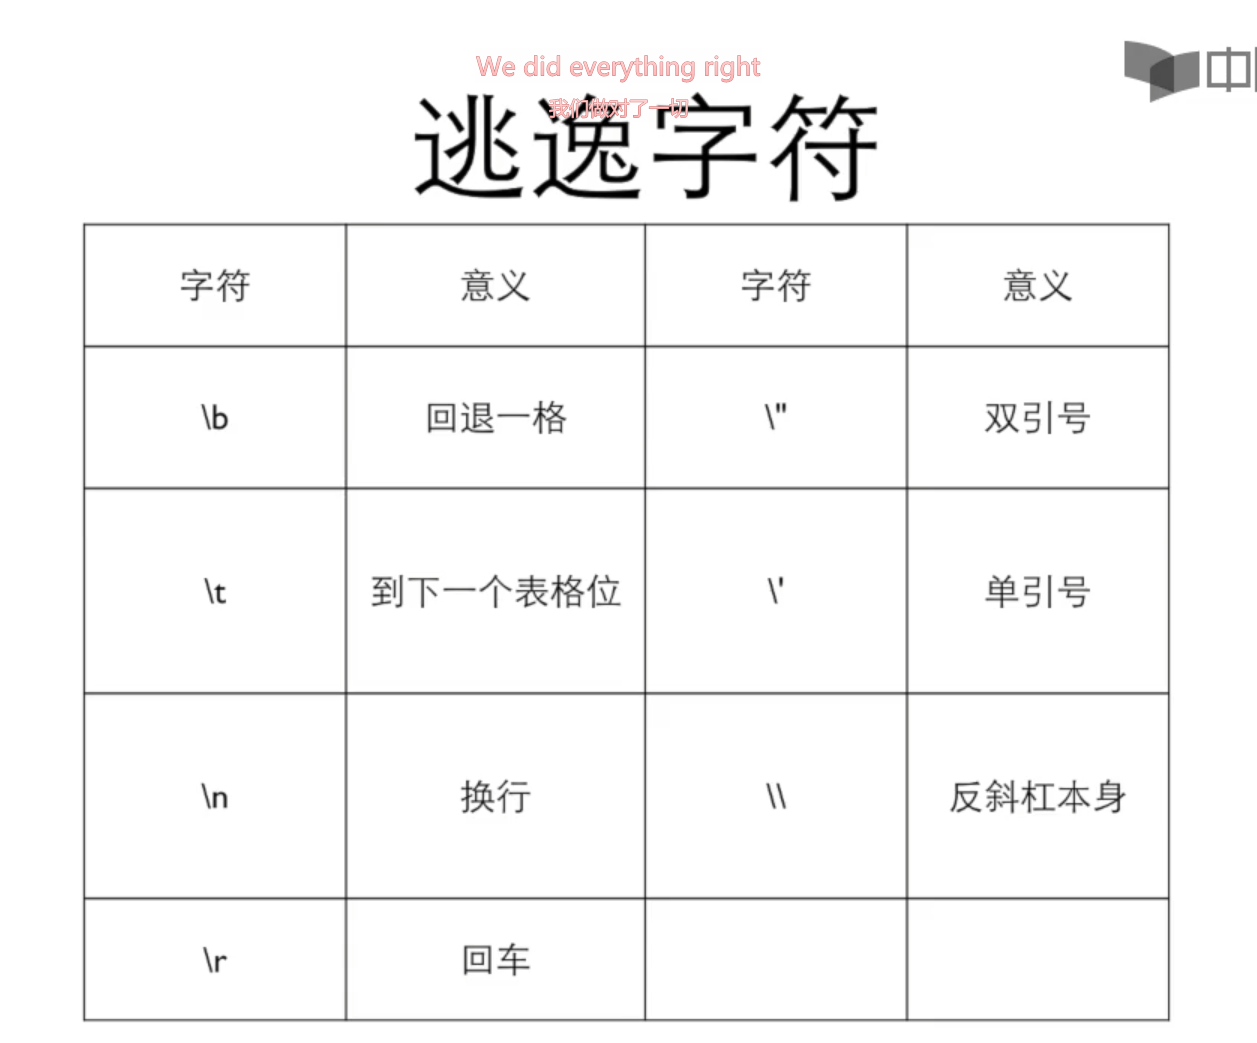 We did everything right
我们做对了一切
逃逸字符
字符 意义 字符 意义
\b 回退一格 \" 双引号
\t 到下一个表格位 \' 单引号
\n 换行 \\ 反斜杠本身
\r 回车
中